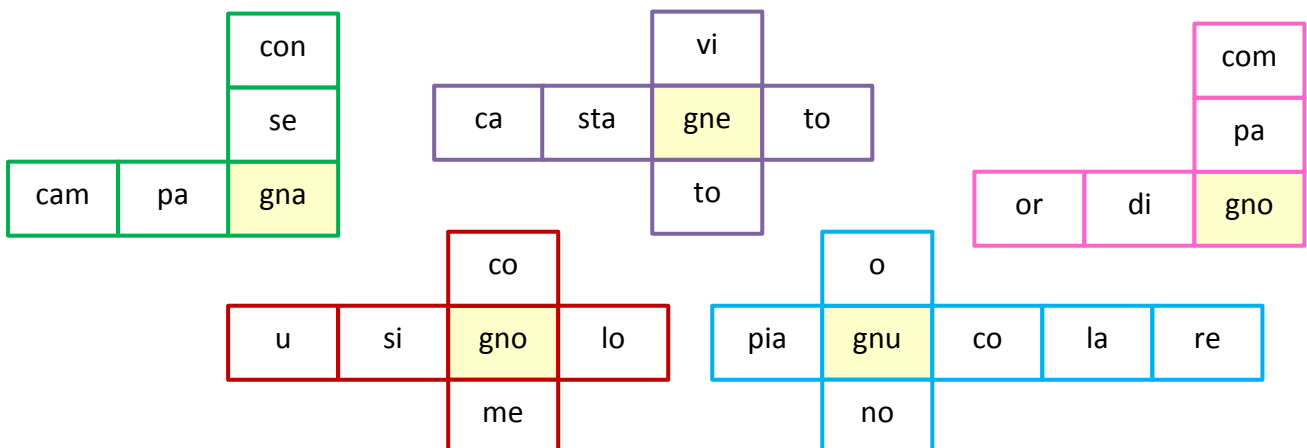 con
se
cam pa gna
vi
ca sta gne to
to
com
pa
or di gno
co
u si gno lo
me
o
pia gnu co la re
no